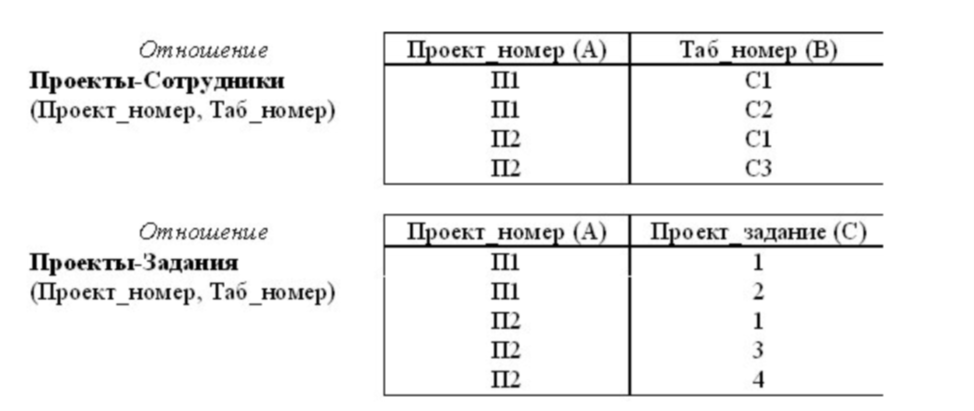 Отношение
Проекты-Сотрудники
(Проект_номер, Таб_номер)
Проект_номер (А) Таб_номер (В)
П1 С1
П1 С2
П2 С1
П2 С3
Отношение
Проекты-Задания
(Проект_номер, Таб_номер)
Проект_номер (А) Проект_задание (С)
П1 1
П1 2
П2 1
П2 3
П2 4